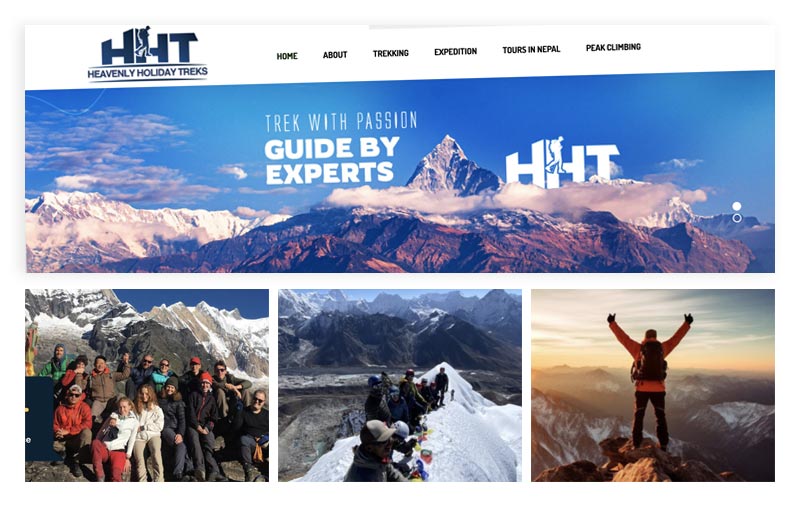 HHT
HEAVENLY HOLIDAY TREKS
HOME ABOUT TREKKING EXPEDITION TOURS IN NEPAL PEAK CLIMBING
TREK WITH PASSION
GUIDE BY
EXPERTS
HHT